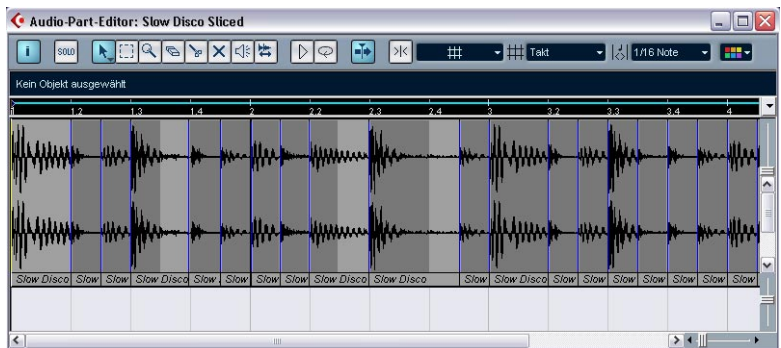 Audio-Part-Editor: Slow Disco Sliced
i SOLO Takt 1/16 Note
Kein Objekt ausgewählt
1 1.2 1.3 1.4 2 2.2 2.3 2.4 3 3.2 3.3 3.4 4
Slow Disco Slow Slow Slow Disco Slow Slow Slow Slow Slow Disco Slow Disco Slow Slow Disco Slow Slow Slow Slow Slow Slow Slow